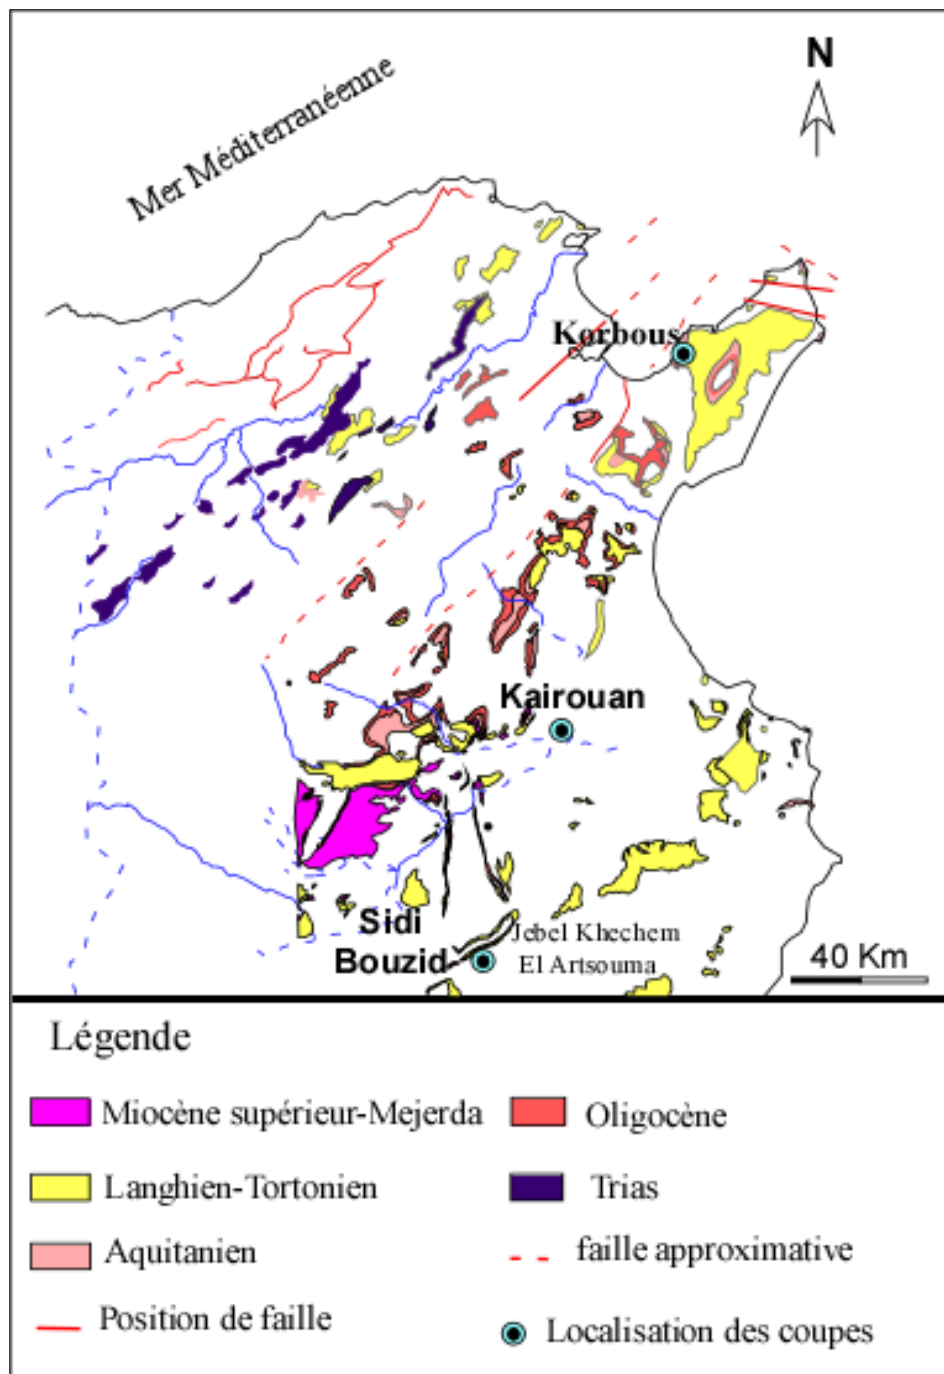 N
Mer Méditerranéenne
Korbous
Kairouan
Sidi
Bouzid
Jebel Khechem
El Artsouma
40 Km
Légende
Miocène supérieur-Mejerda
Oligocène
Langhien-Tortonien
Trias
Aquitanien
faille approximative
Position de faille
Localisation des coupes